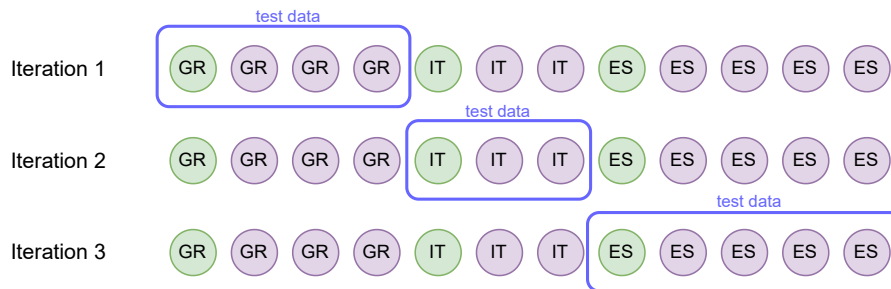 test data
Iteration 1 GR GR GR GR IT IT IT ES ES ES ES ES
test data
Iteration 2 GR GR GR GR IT IT IT ES ES ES ES ES
test data
Iteration 3 GR GR GR GR IT IT IT ES ES ES ES ES